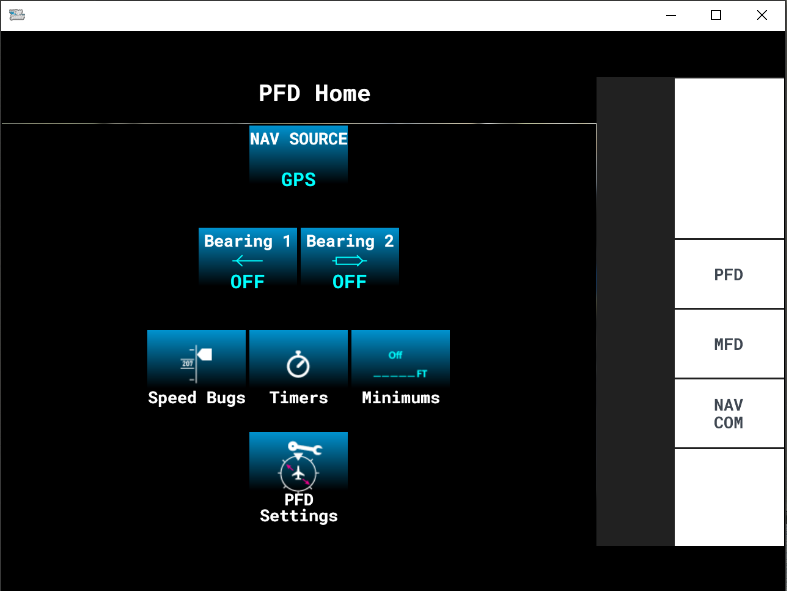 PFD Home
NAV SOURCE
GPS
Bearing 1
Bearing 2
OFF
OFF
207
Off
_____FT
Speed Bugs
Timers
Minimums
PFD
Settings
PFD
MFD
NAV
COM